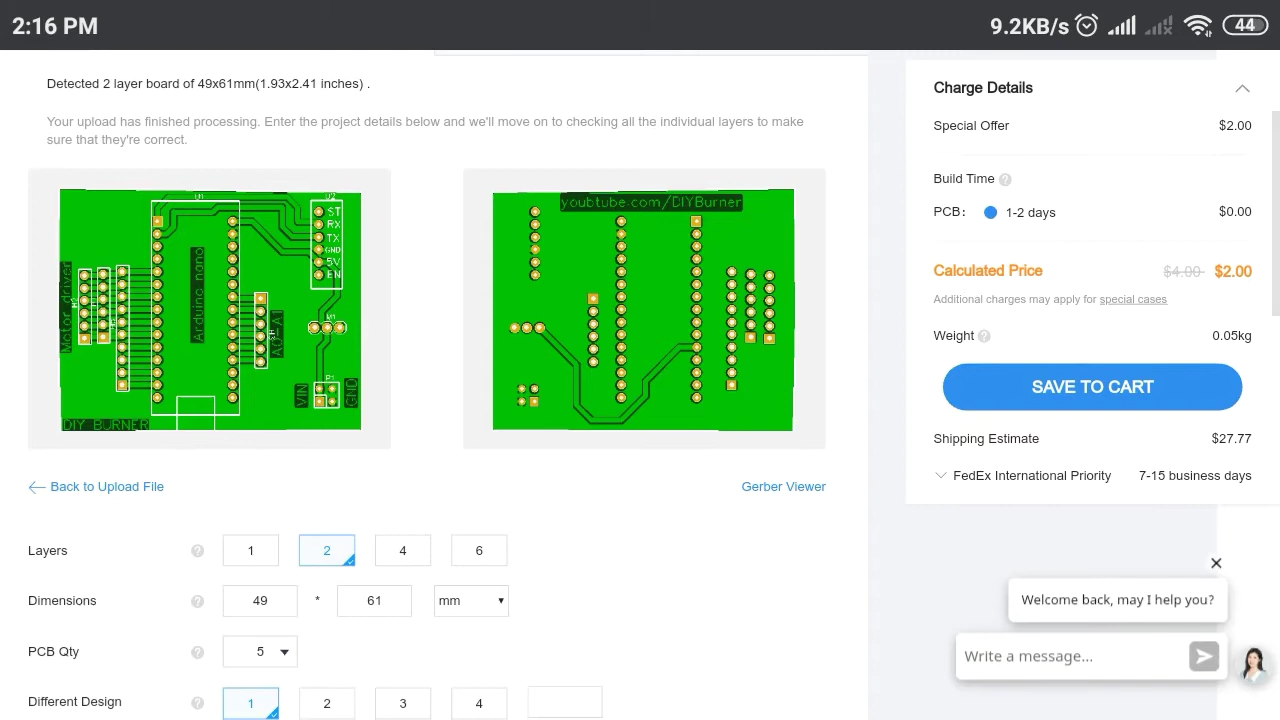 2:16 PM
9.2KB/s
44
Detected 2 layer board of 49x61mm(1.93x2.41 inches) .
Your upload has finished processing. Enter the project details below and we'll move on to checking all the individual layers to make
sure that they're correct.
U1
ST
RX
TX
GND
5V
EN
Motor driver
Arduino nano
P1
VIN
GND
DIY BURNER
youbtube.com/DIYBurner
Back to Upload File
Gerber Viewer
Layers
1
2
4
6
Dimensions
49
*
61
mm
PCB Qty
5
Different Design
1
2
3
4
Charge Details
Special Offer
$2.00
Build Time
PCB:
1-2 days
$0.00
Calculated Price
$4.00
$2.00
Additional charges may apply for special cases
Weight
0.05kg
SAVE TO CART
Shipping Estimate
$27.77
FedEx International Priority
7-15 business days
Welcome back, may I help you?
Write a message...